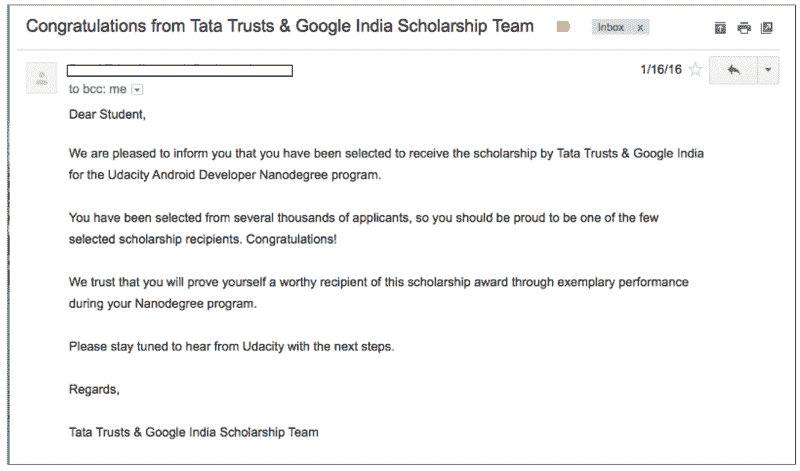 Congratulations from Tata Trusts & Google India Scholarship Team
Inbox x
1/16/16
to bcc: me
Dear Student,
We are pleased to inform you that you have been selected to receive the scholarship by Tata Trusts & Google India
for the Udacity Android Developer Nanodegree program.
You have been selected from several thousands of applicants, so you should be proud to be one of the few
selected scholarship recipients. Congratulations!
We trust that you will prove yourself a worthy recipient of this scholarship award through exemplary performance
during your Nanodegree program.
Please stay tuned to hear from Udacity with the next steps.
Regards,
Tata Trusts & Google India Scholarship Team